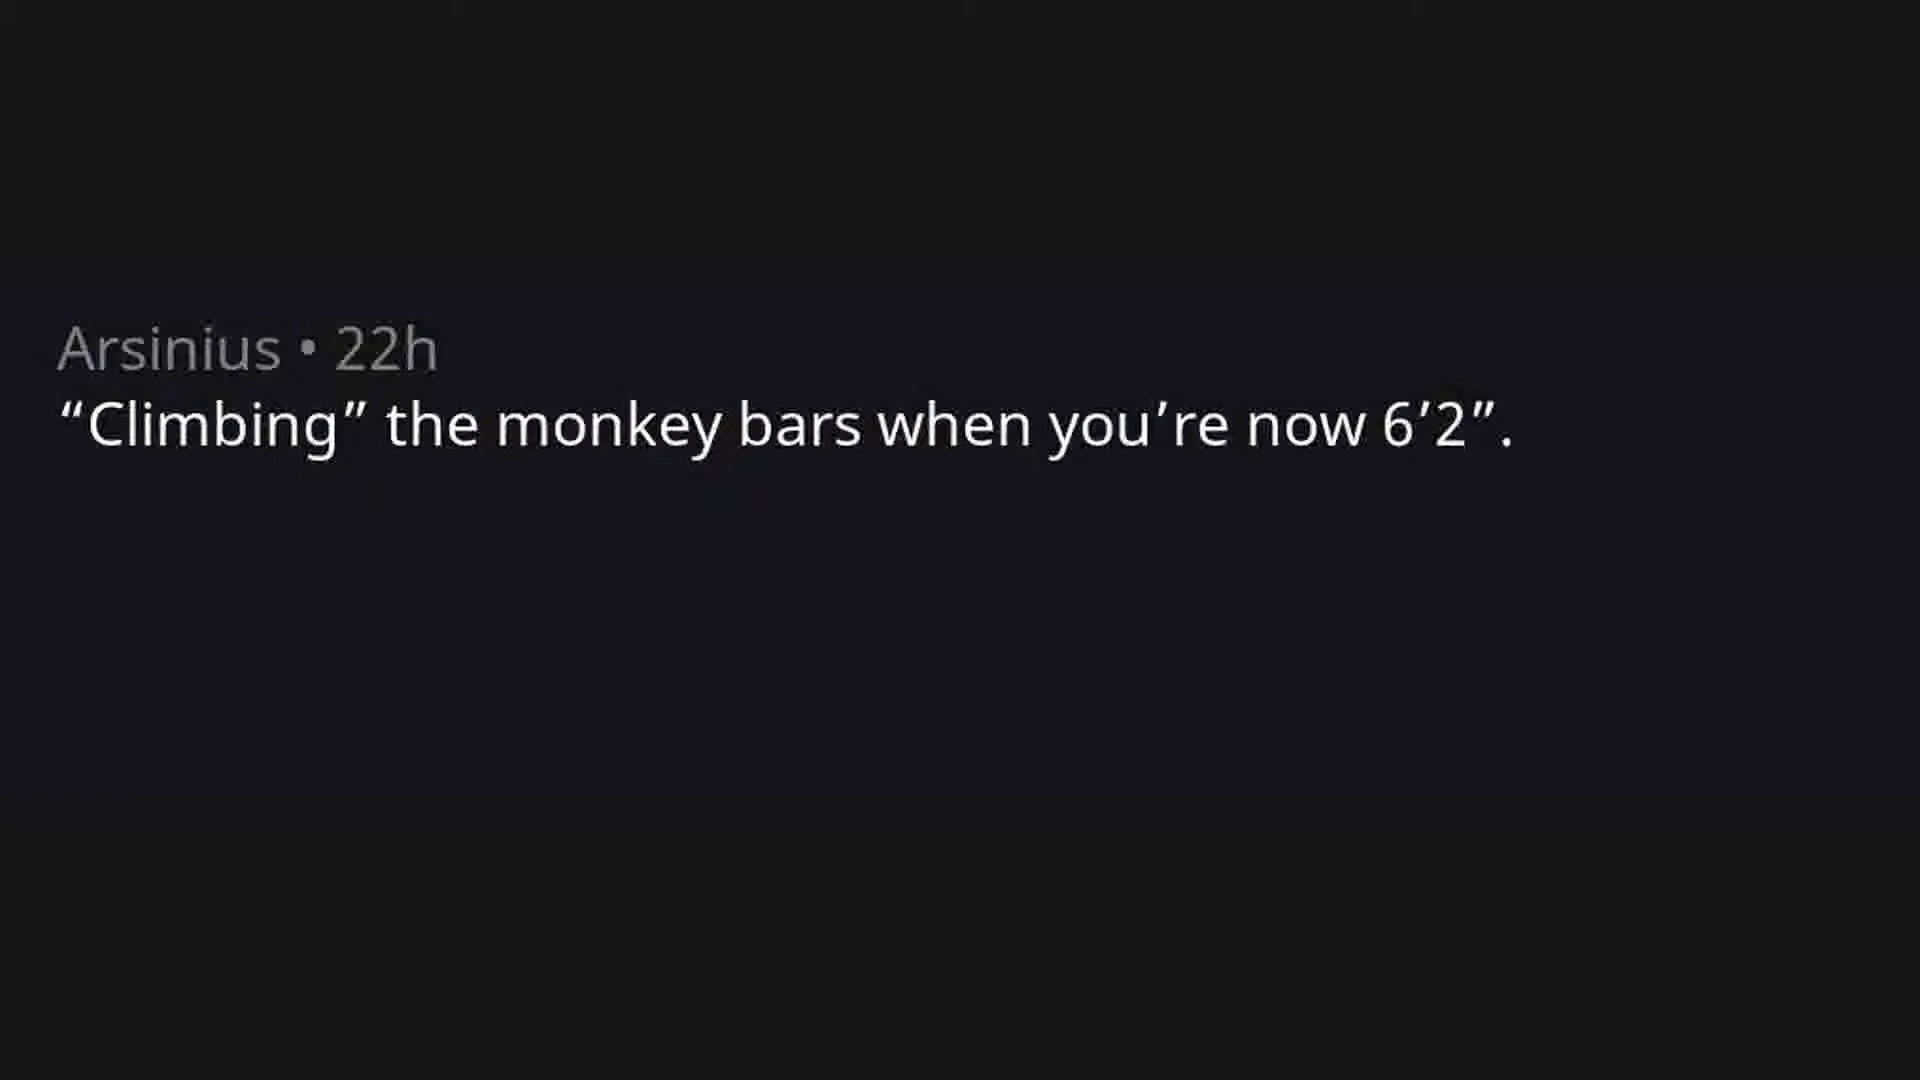 Arsinius • 22h
“Climbing” the monkey bars when you’re now 6’2”.